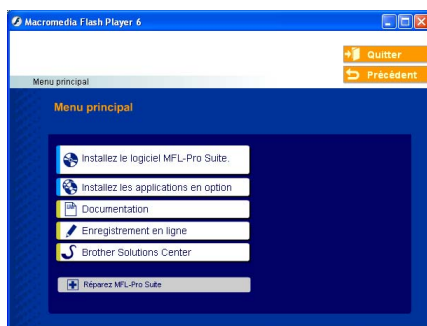 Macromedia Flash Player 6
Quitter
Précédent
Menu principal
Menu principal
Installez le logiciel MFL-Pro Suite.
Installez les applications en option
Documentation
Enregistrement en ligne
Brother Solutions Center
Réparez MFL-Pro Suite